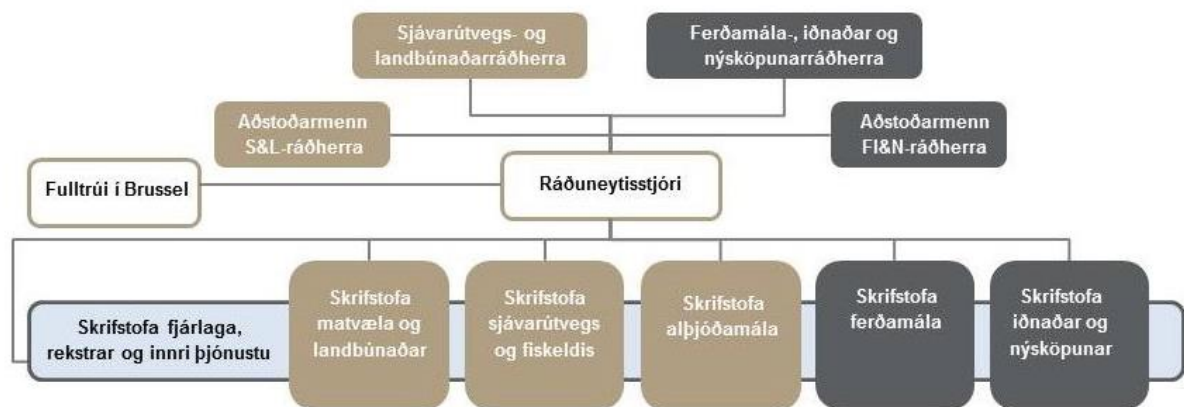 Sjávarútvegs- og
landbúnaðarráðherra
Ferðamála-, iðnaðar og
nýsköpunarráðherra
Aðstoðarmenn
S&L-ráðherra
Aðstoðarmenn
FI&N-ráðherra
Fulltrúi í Brussel
Ráðuneytisstjóri
Skrifstofa fjárlaga,
rekstrar og innri þjónustu
Skrifstofa
matvæla og
landbúnaðar
Skrifstofa
sjávarútvegs
og fiskeldis
Skrifstofa
alþjóðamála
Skrifstofa
ferðamála
Skrifstofa
iðnaðar og
nýsköpunar